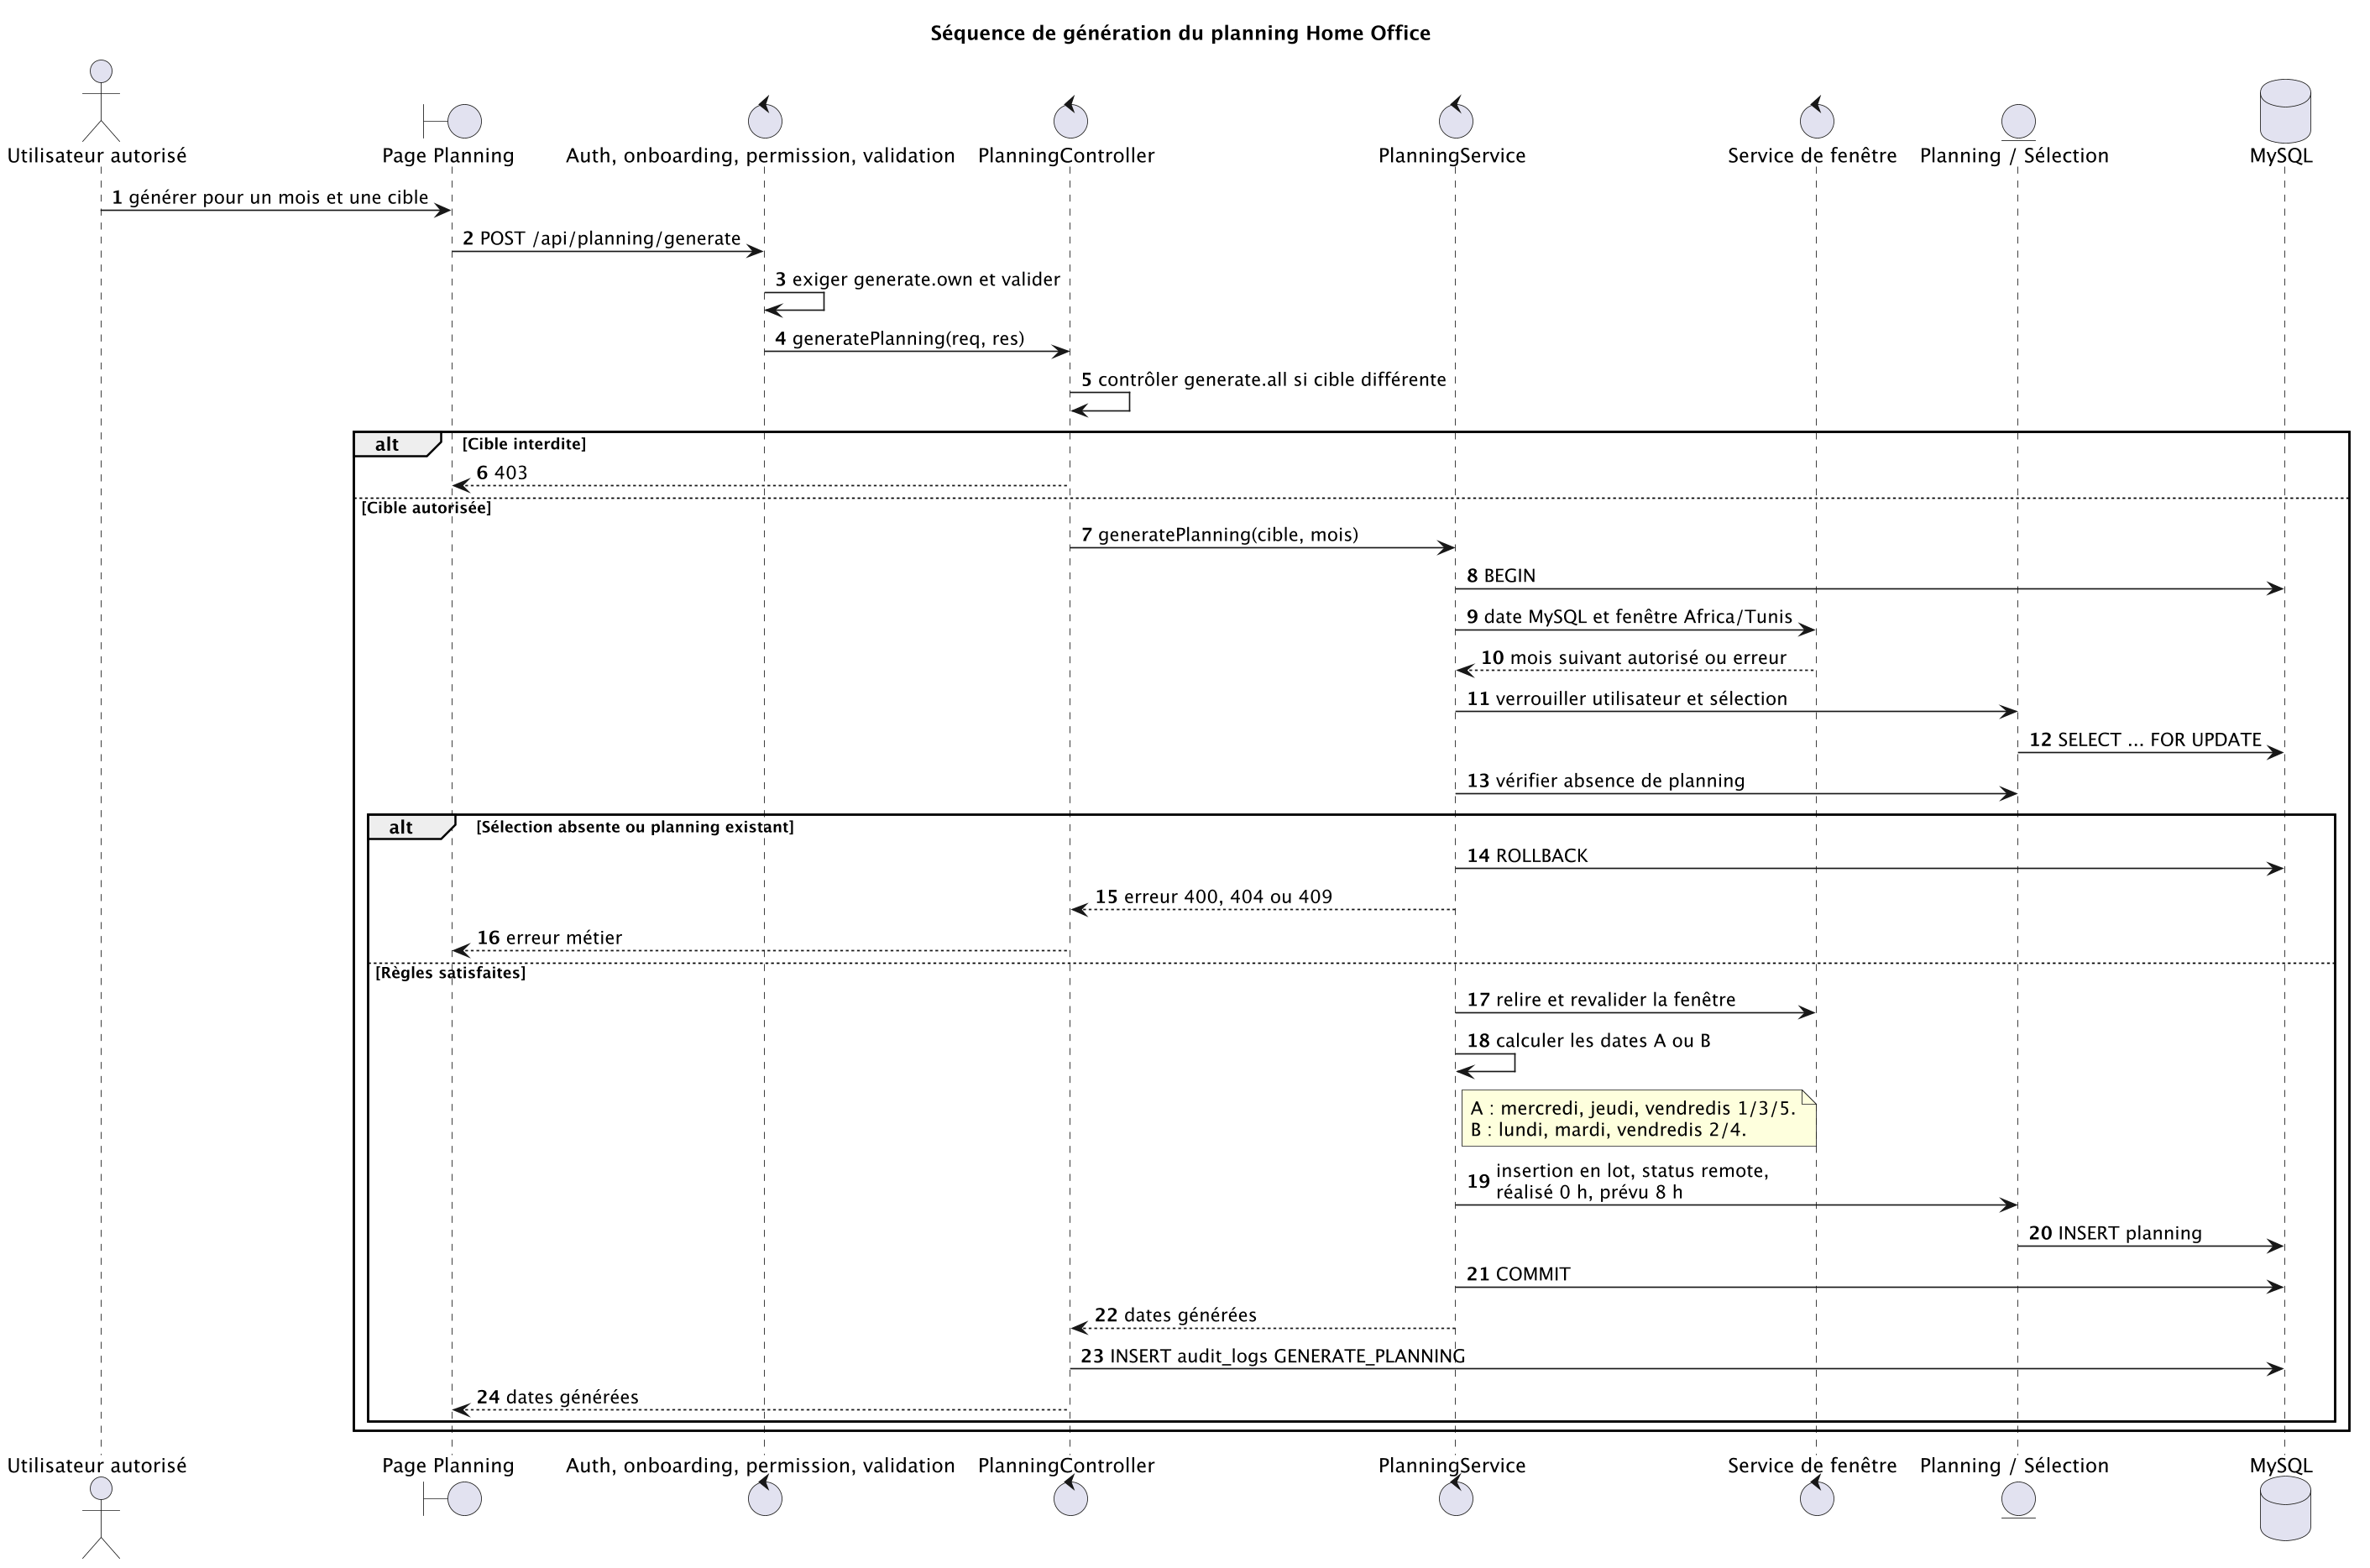 Séquence de génération du planning Home Office
Utilisateur autorisé
Page Planning
Auth, onboarding, permission, validation
PlanningController
PlanningService
Service de fenêtre
Planning / Sélection
MySQL
1 générer pour un mois et une cible
2 POST /api/planning/generate
3 exiger generate.own et valider
4 generatePlanning(req, res)
5 contrôler generate.all si cible différente
alt [Cible interdite]
6 403
[Cible autorisée]
7 generatePlanning(cible, mois)
8 BEGIN
9 date MySQL et fenêtre Africa/Tunis
10 mois suivant autorisé ou erreur
11 verrouiller utilisateur et sélection
12 SELECT ... FOR UPDATE
13 vérifier absence de planning
alt [Sélection absente ou planning existant]
14 ROLLBACK
15 erreur 400, 404 ou 409
16 erreur métier
[Règles satisfaites]
17 relire et revalider la fenêtre
18 calculer les dates A ou B
A : mercredi, jeudi, vendredis 1/3/5.
B : lundi, mardi, vendredis 2/4.
19 insertion en lot, status remote,
réalisé 0 h, prévu 8 h
20 INSERT planning
21 COMMIT
22 dates générées
23 INSERT audit_logs GENERATE_PLANNING
24 dates générées
Utilisateur autorisé
Page Planning
Auth, onboarding, permission, validation
PlanningController
PlanningService
Service de fenêtre
Planning / Sélection
MySQL